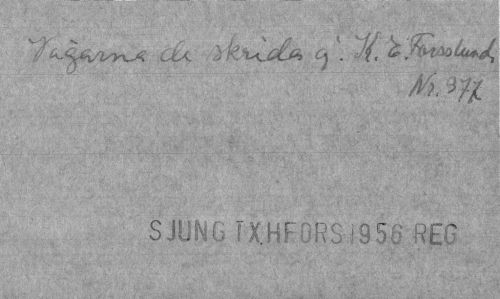 Vågarna de skrida g. K. E. Forsslund
Nr. 377
SJUNG TX.HFORS 1956 REG